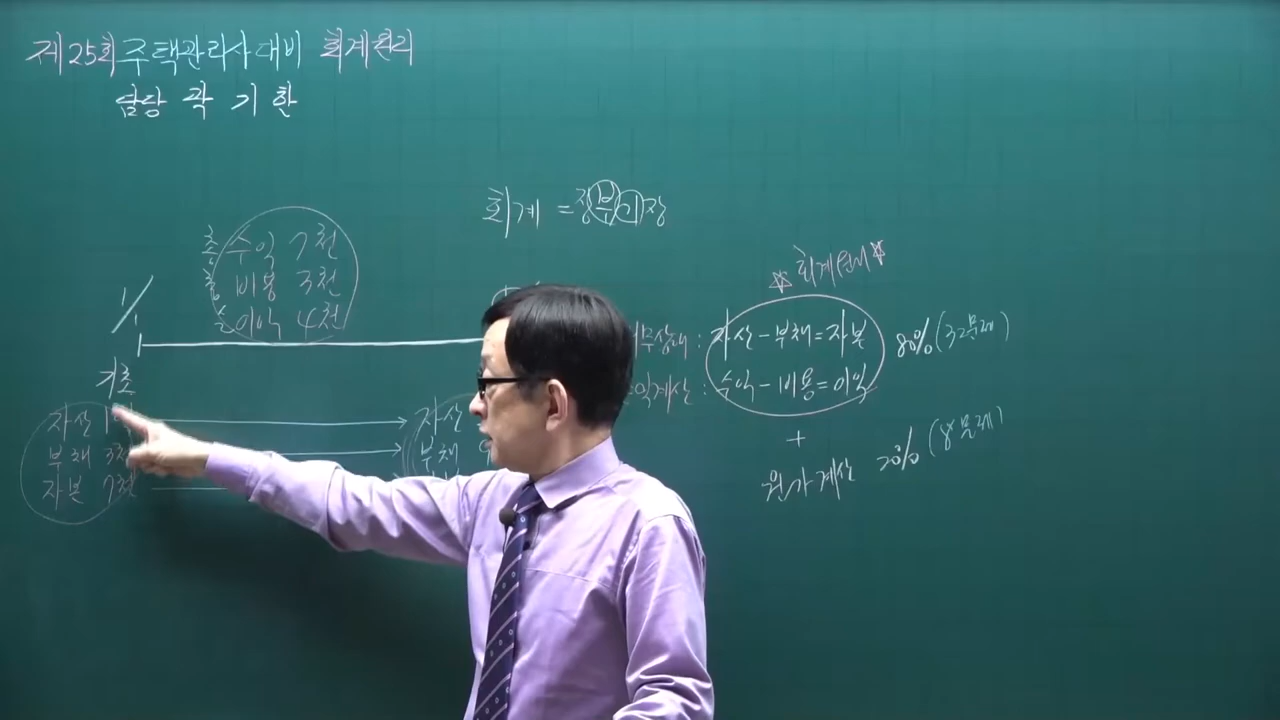 제25회 주택관리사대비 회계원리
담당 곽기환
회계 = 장부기장
총 수익 7천
총 비용 3천
순이익 4천
1/1
기초
자산
부채 3천
자본 7천
자산
부채
☆ 회계원리 ☆
무상태 : 자산 - 부채 = 자본 80% (32문제)
익계산 : 수익 - 비용 = 이익
+
원가계산 20% (8문제)